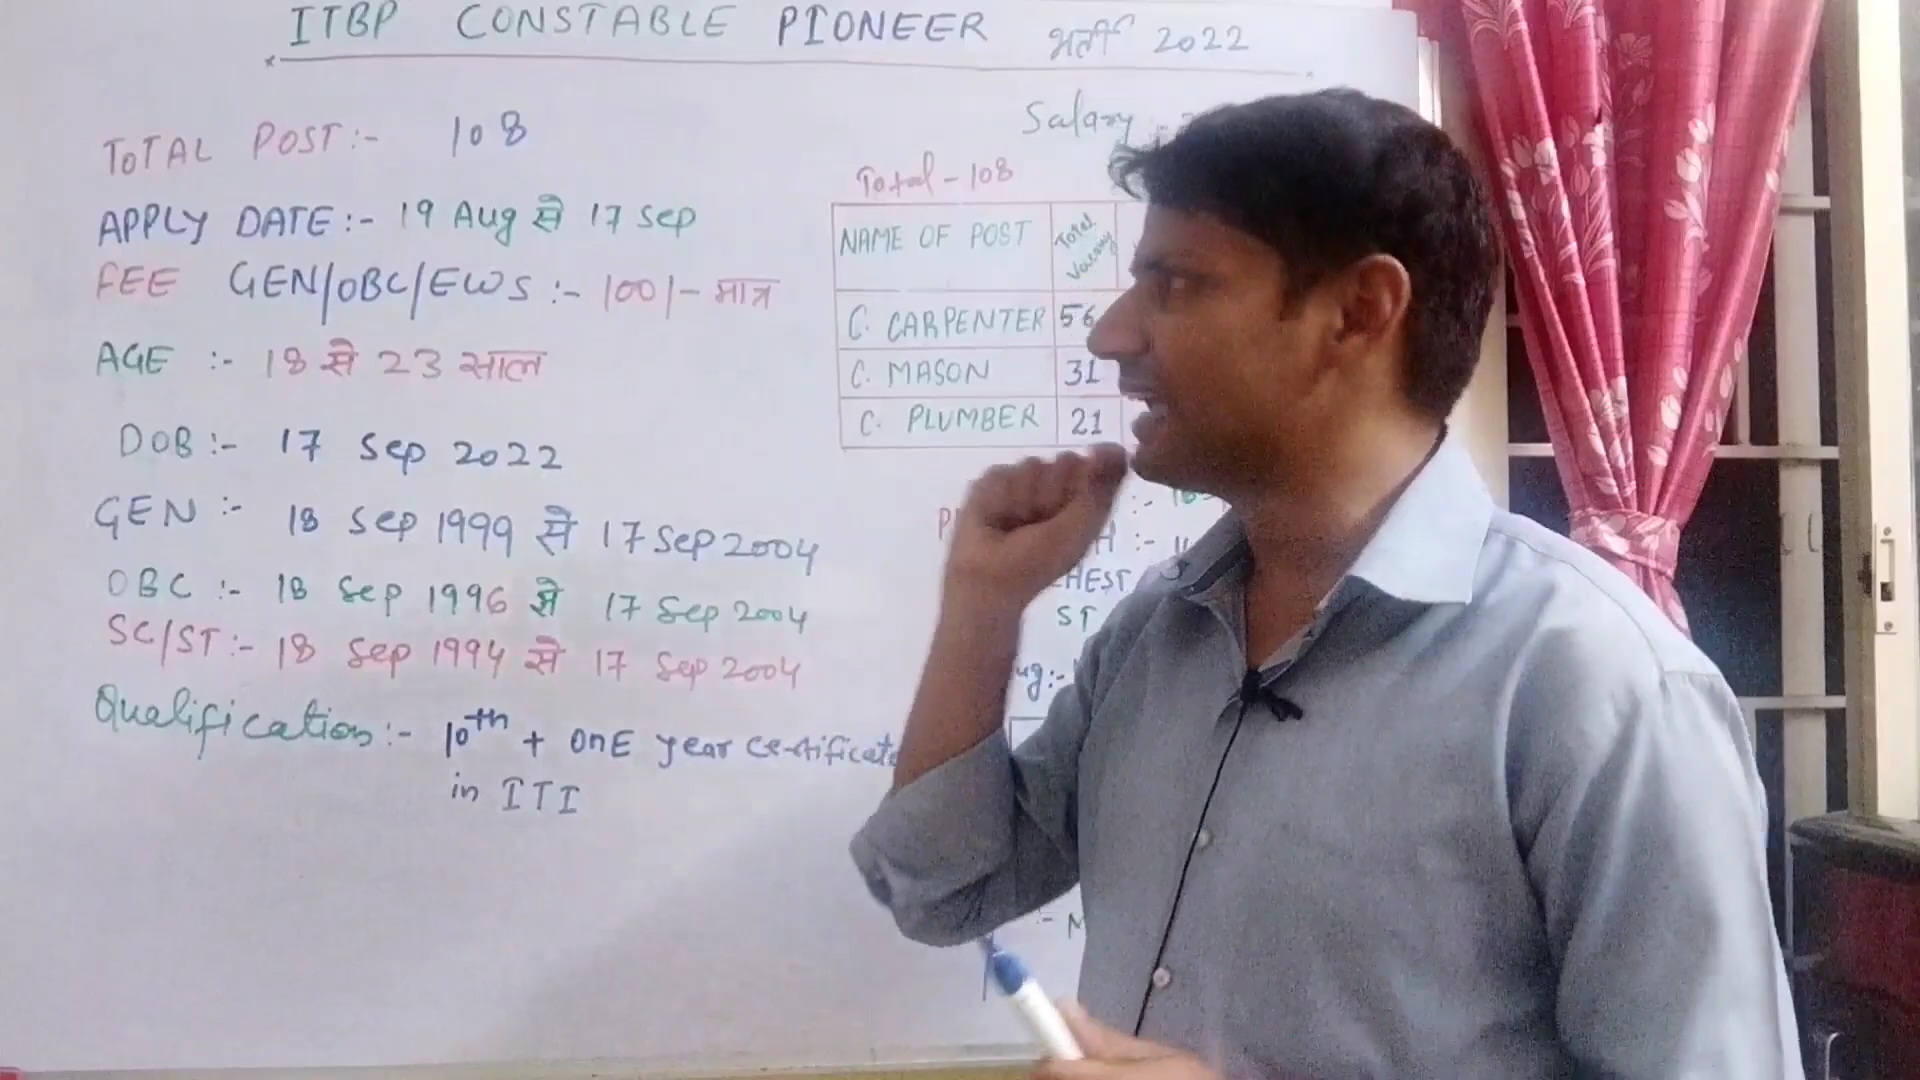 ITBP CONSTABLE PIONEER भर्ती 2022
TOTAL POST:- 108
APPLY DATE:- 19 Aug से 17 Sep
FEE GEN/OBC/EWS :- 100/- मात्र
AGE :- 18 से 23 साल
DOB:- 17 Sep 2022
GEN :- 18 Sep 1999 से 17 Sep 2004
OBC :- 18 Sep 1996 से 17 Sep 2004
SC/ST:- 18 Sep 1994 से 17 Sep 2004
Qualification:- 10th + OnE year certificate
in ITI
Salary :-
Total - 108
NAME OF POST Total Vacancy
C. CARPENTER 56
C. MASON 31
C. PLUMBER 21